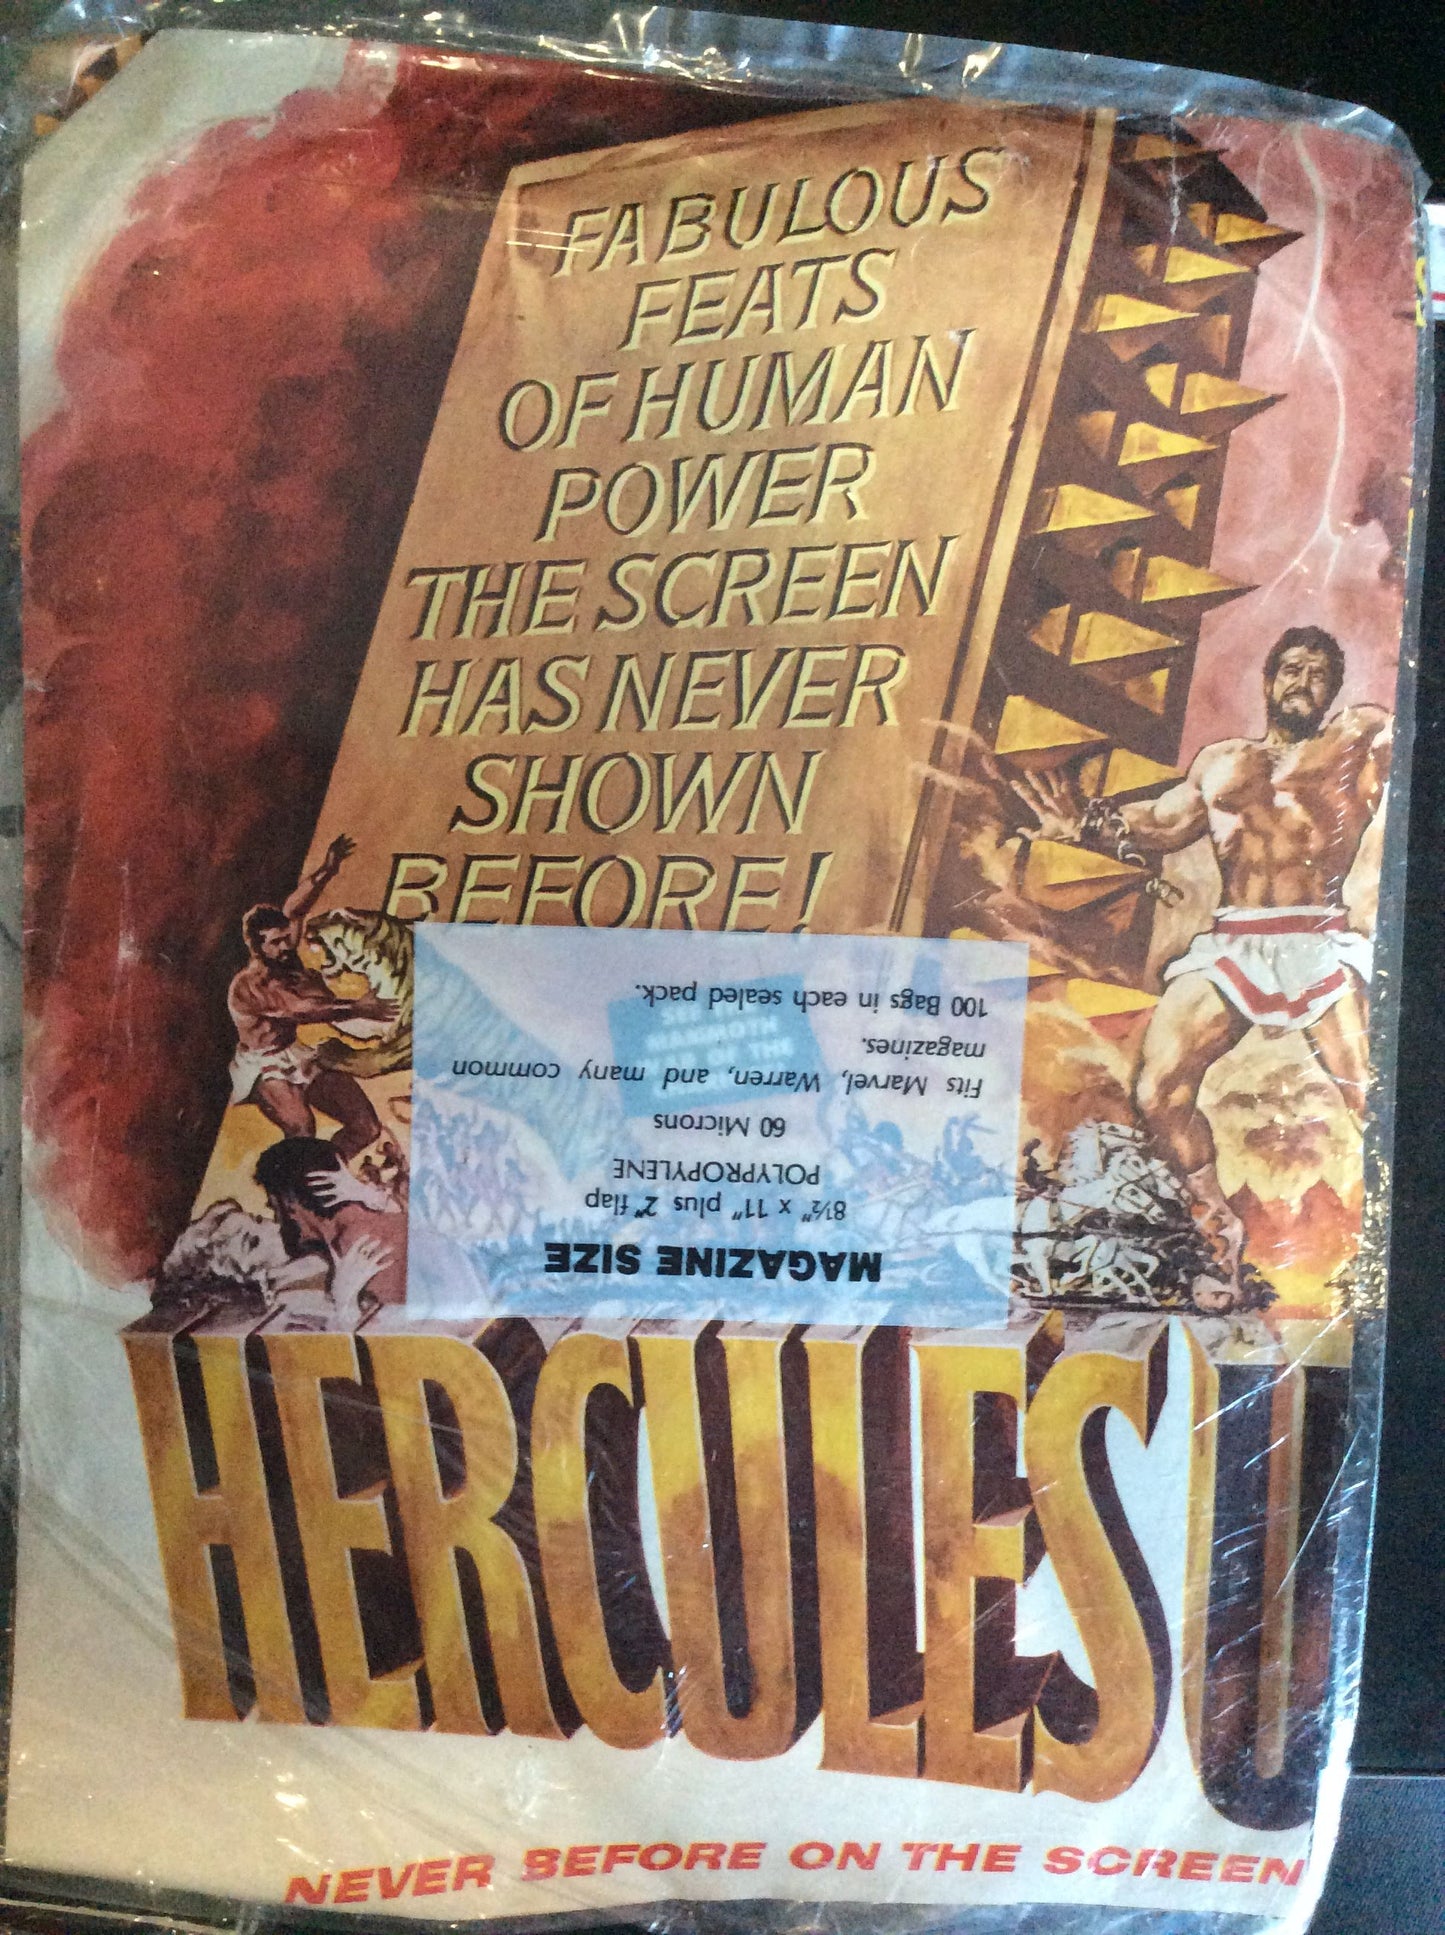 FABULOUS
FEATS
OF HUMAN
POWER
THE SCREEN
HAS NEVER
SHOWN
BEFORE!
MAGAZINE SIZE
8½" x 11" plus 2" flap
POLYPROPYLENE
60 Microns
Fits Marvel, Warren, and many common
magazines.
100 Bags in each sealed pack.
HERCULES U
NEVER BEFORE ON THE SCREEN